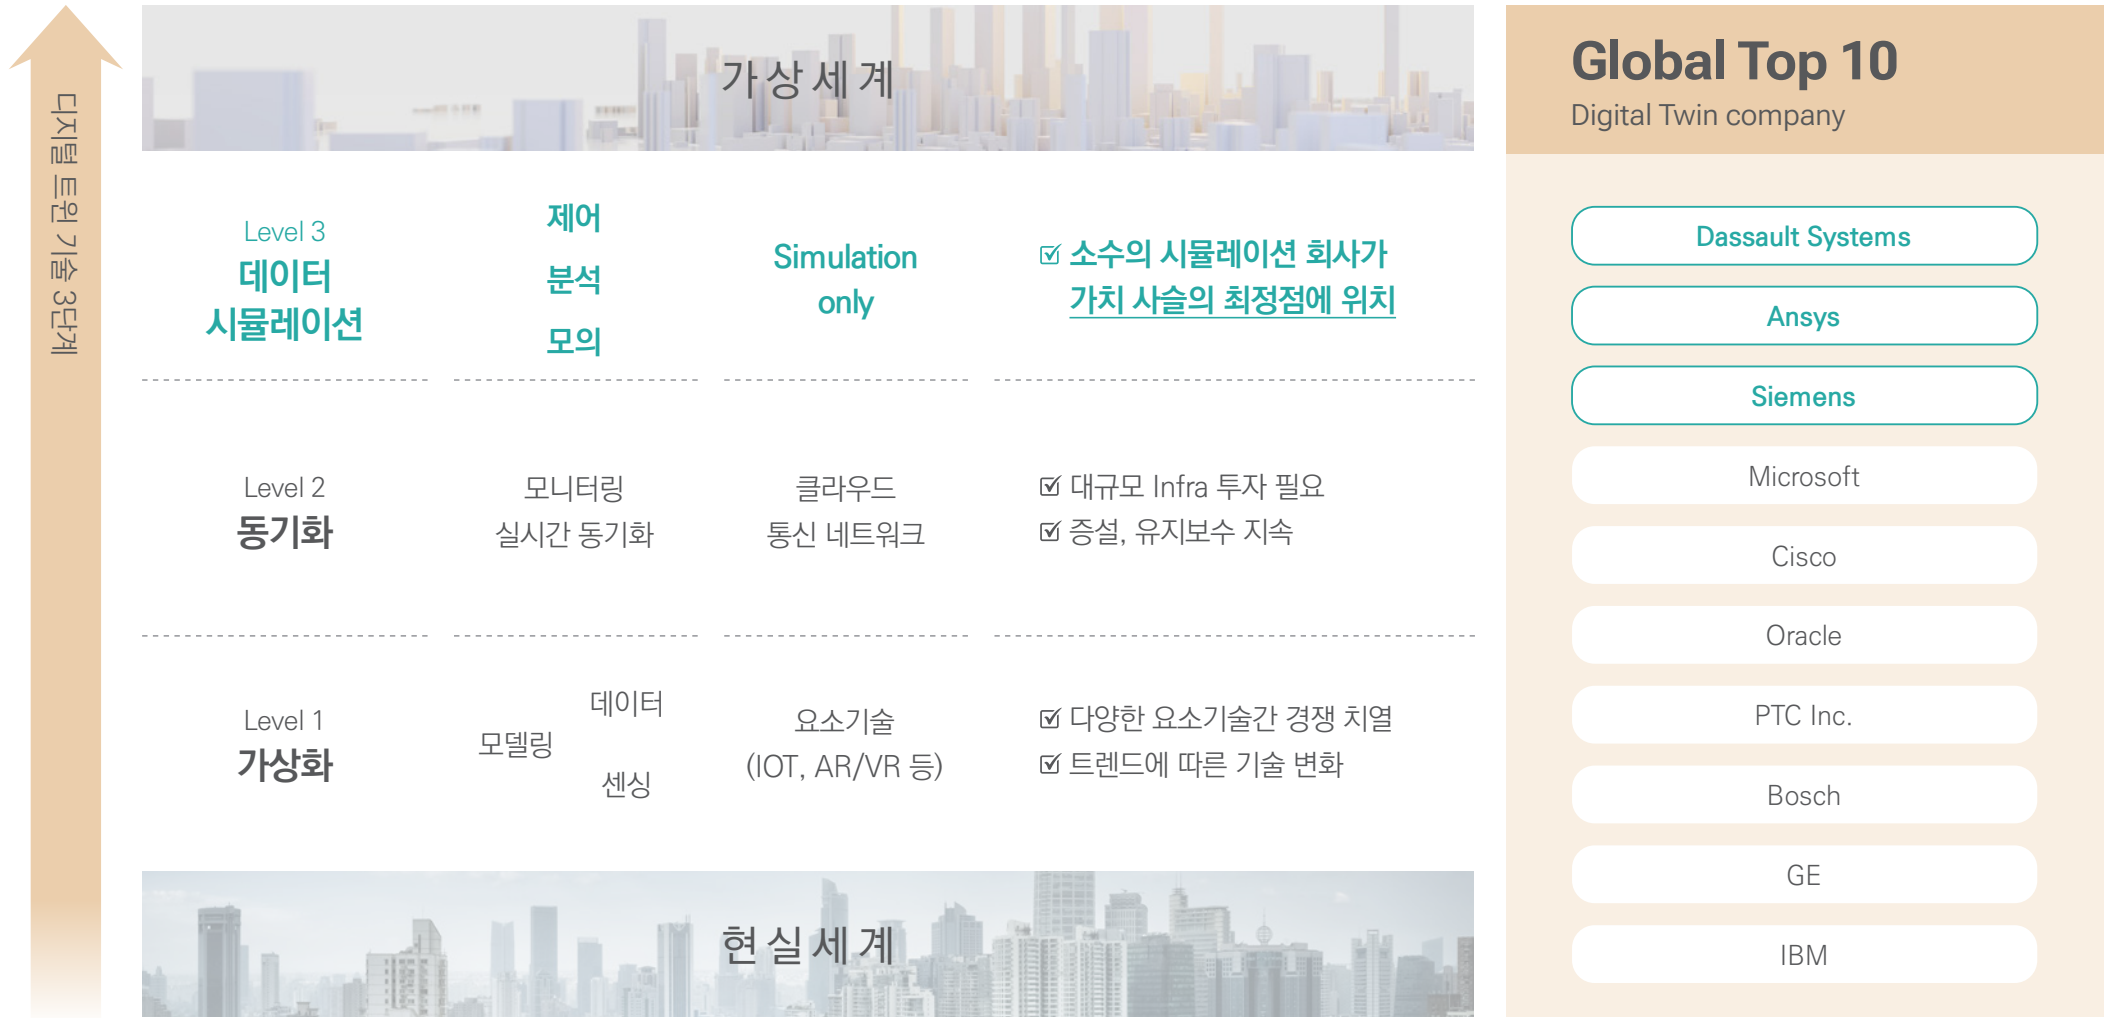 디지털 트윈 기술 3단계
가상세계
Level 3
데이터
시뮬레이션
제어
분석
모의
Simulation
only
☑ 소수의 시뮬레이션 회사가
가치 사슬의 최정점에 위치
Level 2
동기화
모니터링
실시간 동기화
클라우드
통신 네트워크
☑ 대규모 Infra 투자 필요
☑ 증설, 유지보수 지속
Level 1
가상화
모델링
데이터
센싱
요소기술
(IOT, AR/VR 등)
☑ 다양한 요소기술간 경쟁 치열
☑ 트렌드에 따른 기술 변화
현실세계
Global Top 10
Digital Twin company
Dassault Systems
Ansys
Siemens
Microsoft
Cisco
Oracle
PTC Inc.
Bosch
GE
IBM